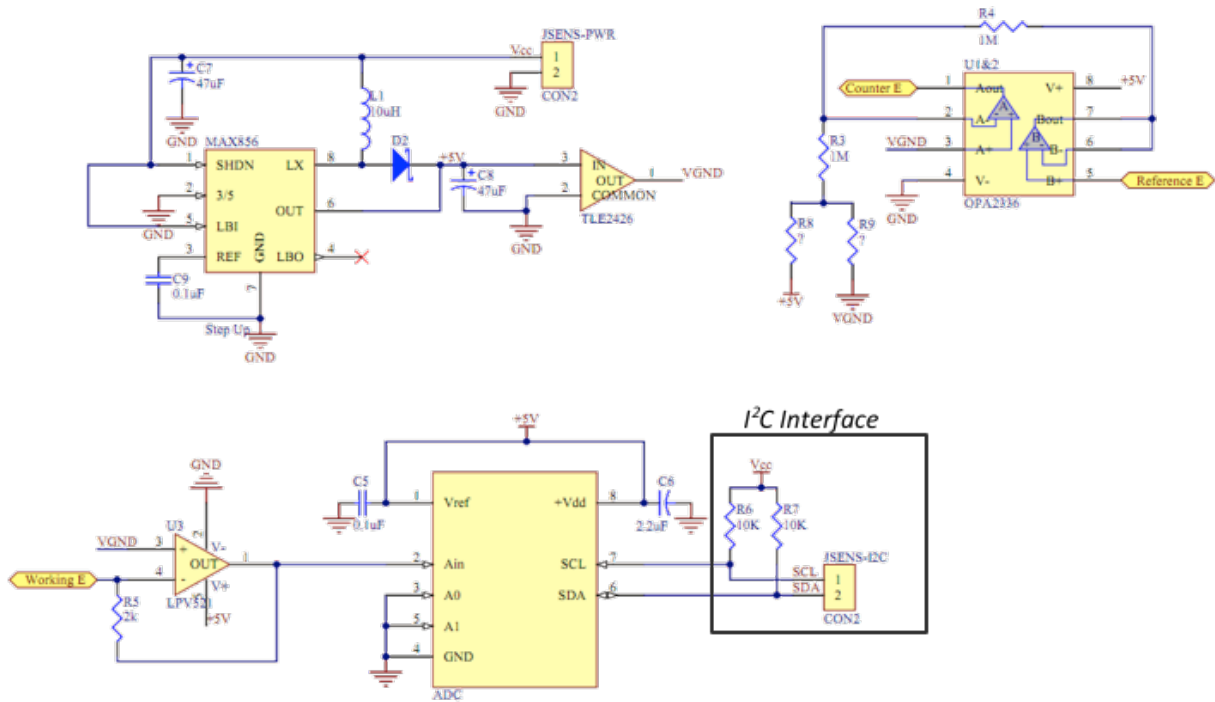 JSENS-PWR
Vcc
1
2
CON2
GND
C7
47uF
GND
L1
10uH
MAX856
1 SHDN LX 8
2 3/5
GND
OUT 6
5 LBI
3 REF GND LBO 4
7
C9
0.1uF
Stop Up
GND
D2
+5V
C8
47uF
GND
3 IN
OUT 1 VGND
2 COMMON
TLE2426
R4
1M
U1&2
Counter E 1 Aout V+ 8 +5V
2 A- A Bout 7
VGND 3 A+ B B- 6
4 V- B+ 5 Reference E
GND
OPA2336
R3
1M
R8
?
R9
?
+5V
VGND
I²C Interface
+5V
Vcc
GND
C5
0.1uF
1 Vref +Vdd 8
C6
2.2uF
R6
10K
R7
10K
U3
2
V-
VGND 3 +
OUT 1
Working E 4 -
V+
5
LPV521
+5V
R5
2k
2 Ain SCL 7
3 A0 SDA 6
5 A1
4 GND
ADC
JSENS-I2C
SCL 1
SDA 2
CON2